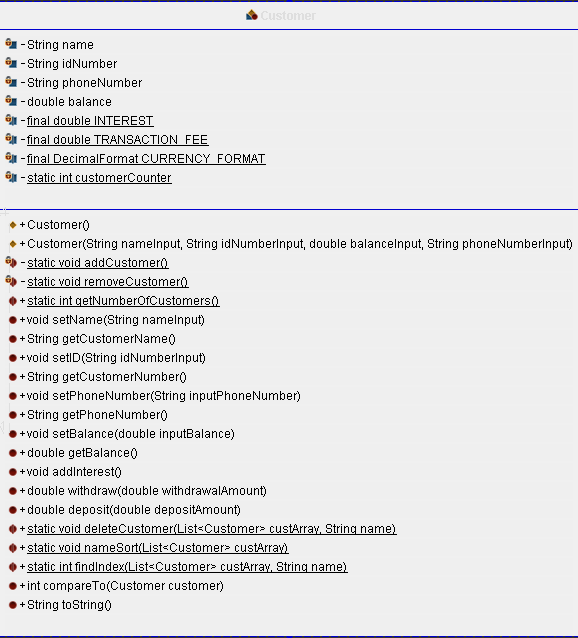 Customer
- String name
- String idNumber
- String phoneNumber
- double balance
- final double INTEREST
- final double TRANSACTION_FEE
- final DecimalFormat CURRENCY_FORMAT
- static int customerCounter
+ Customer()
+ Customer(String nameInput, String idNumberInput, double balanceInput, String phoneNumberInput)
- static void addCustomer()
- static void removeCustomer()
+ static int getNumberOfCustomers()
+ void setName(String nameInput)
+ String getCustomerName()
+ void setID(String idNumberInput)
+ String getCustomerNumber()
+ void setPhoneNumber(String inputPhoneNumber)
+ String getPhoneNumber()
+ void setBalance(double inputBalance)
+ double getBalance()
+ void addInterest()
+ double withdraw(double withdrawalAmount)
+ double deposit(double depositAmount)
+ static void deleteCustomer(List<Customer> custArray, String name)
+ static void nameSort(List<Customer> custArray)
+ static int findIndex(List<Customer> custArray, String name)
+ int compareTo(Customer customer)
+ String toString()